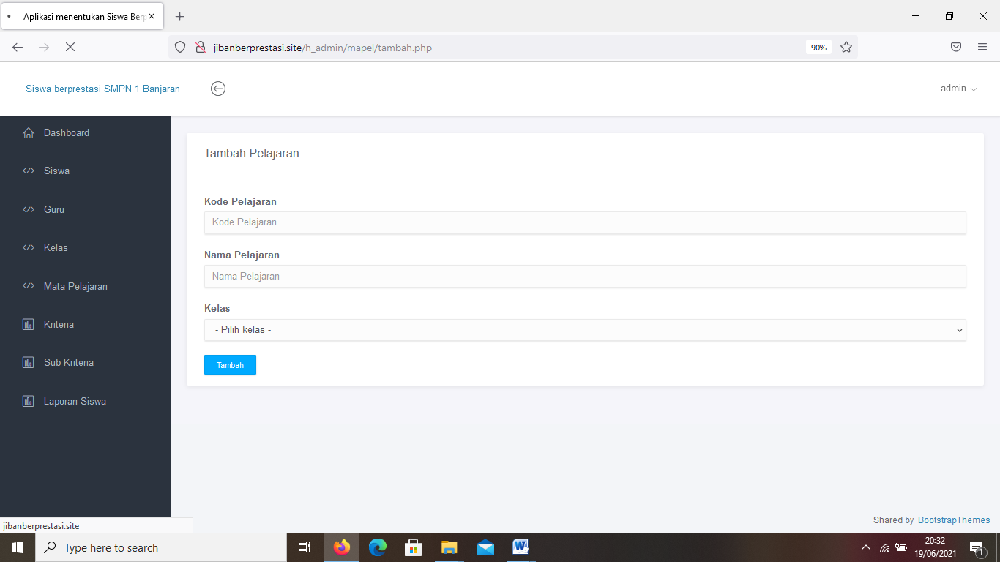 Aplikasi menentukan Siswa Berp
jibanberprestasi.site/h_admin/mapel/tambah.php
90%
Siswa berprestasi SMPN 1 Banjaran
admin
Dashboard
Siswa
Guru
Kelas
Mata Pelajaran
Kriteria
Sub Kriteria
Laporan Siswa
Tambah Pelajaran
Kode Pelajaran
Kode Pelajaran
Nama Pelajaran
Nama Pelajaran
Kelas
- Pilih kelas -
Tambah
Shared by BootstrapThemes
jibanberprestasi.site
Type here to search
20:32
19/06/2021
1